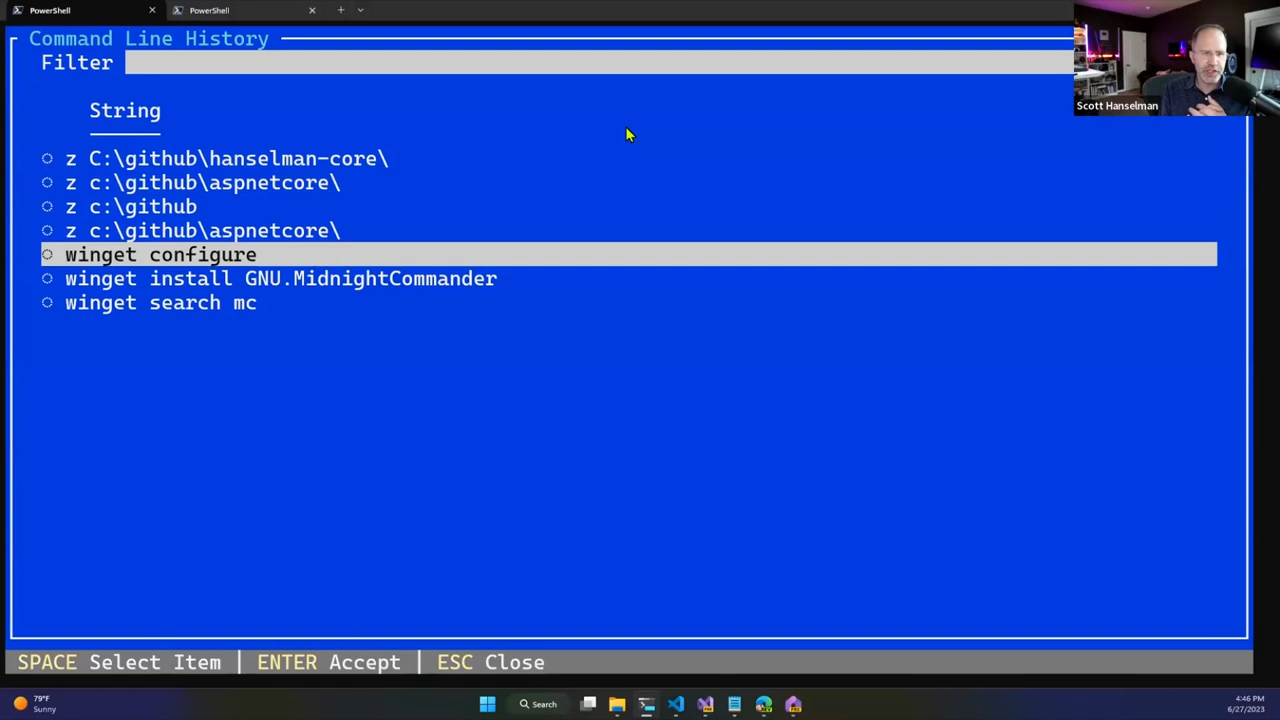 PowerShell
PowerShell
Command Line History
Filter
Scott Hanselman
String
z C:\github\hanselman-core\
z c:\github\aspnetcore\
z c:\github
z c:\github\aspnetcore\
winget configure
winget install GNU.MidnightCommander
winget search mc
SPACE Select Item | ENTER Accept | ESC Close
79°F
Sunny
Search
4:46 PM
6/27/2023